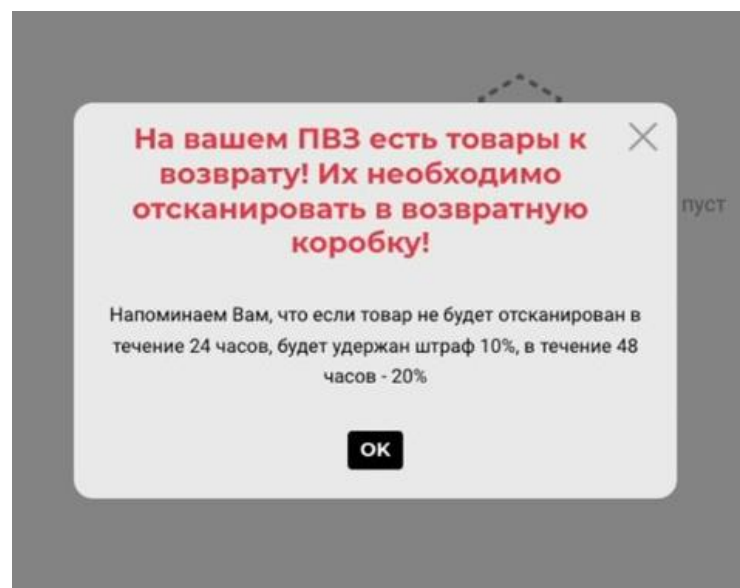 На вашем ПВЗ есть товары к
возврату! Их необходимо
отсканировать в возвратную
коробку!
пуст
Напоминаем Вам, что если товар не будет отсканирован в
течение 24 часов, будет удержан штраф 10%, в течение 48
часов - 20%
OK